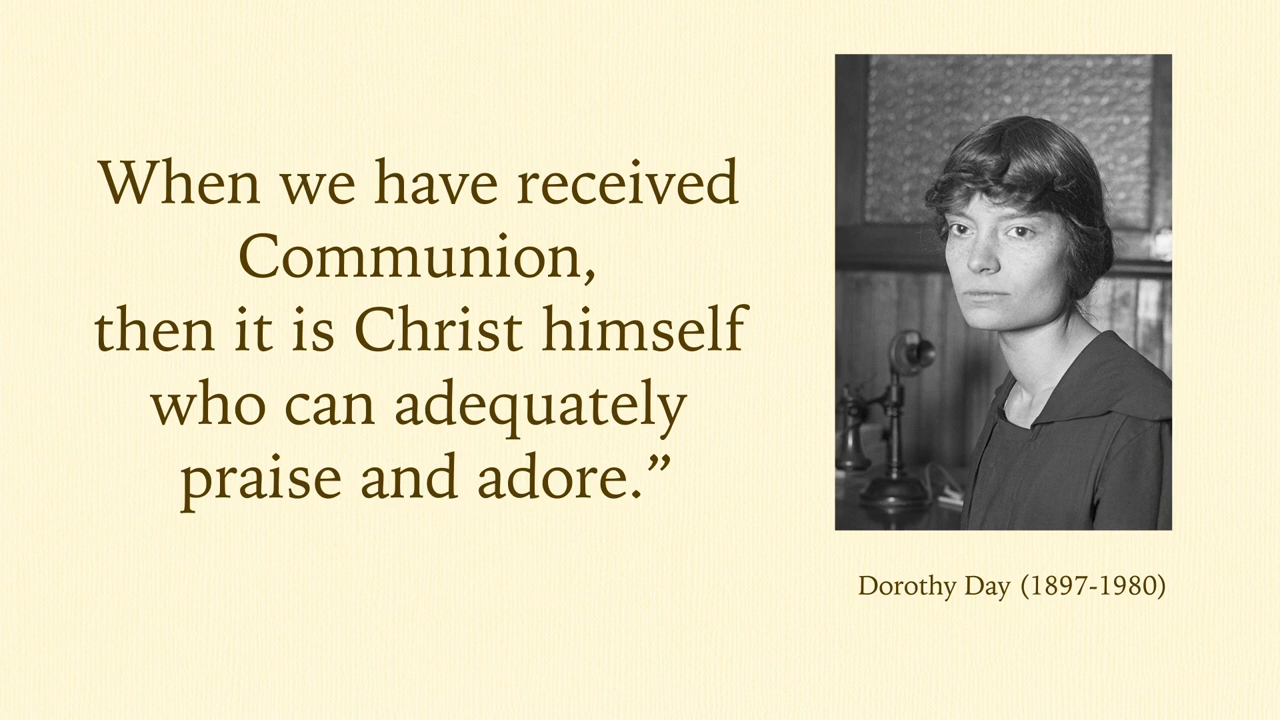 When we have received
Communion,
then it is Christ himself
who can adequately
praise and adore.”
Dorothy Day (1897-1980)